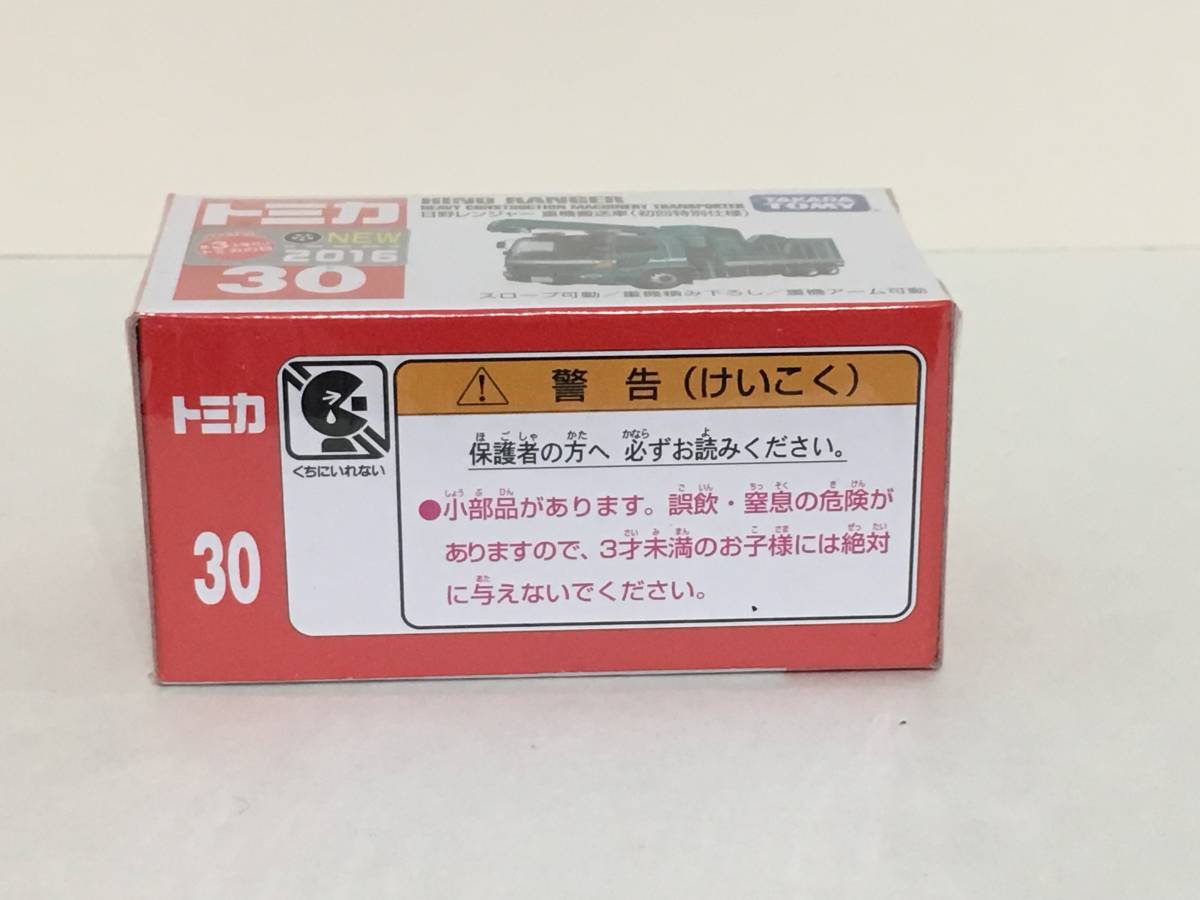 トミカ
NEW
2016
30
HINO RANGER
HEAVY CONSTRUCTION MACHINERY TRANSPORTER
日野レンジャー 重機搬送車(初回特別仕様)
TAKARA
TOMY
スロープ可動/重機積み下ろし/重機アーム可動
トミカ
30
くちにいれない
警告(けいこく)
保護者の方へ 必ずお読みください。
●小部品があります。誤飲・窒息の危険が
ありますので、3才未満のお子様には絶対
に与えないでください。